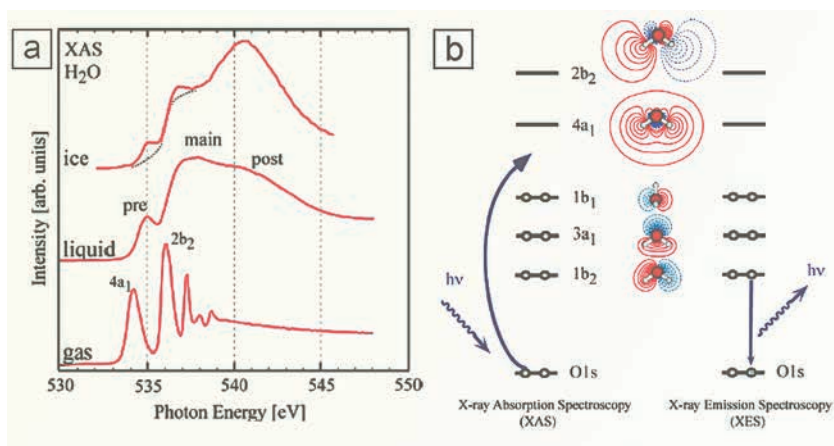 a
XAS
H₂O
ice
main
post
pre
liquid
2b₂
4a₁
gas
Intensity [arb. units]
530 535 540 545 550
Photon Energy [eV]
b
2b₂
4a₁
1b₁
3a₁
1b₂
hν
hν
O1s
O1s
X-ray Absorption Spectroscopy
(XAS)
X-ray Emission Spectroscopy
(XES)